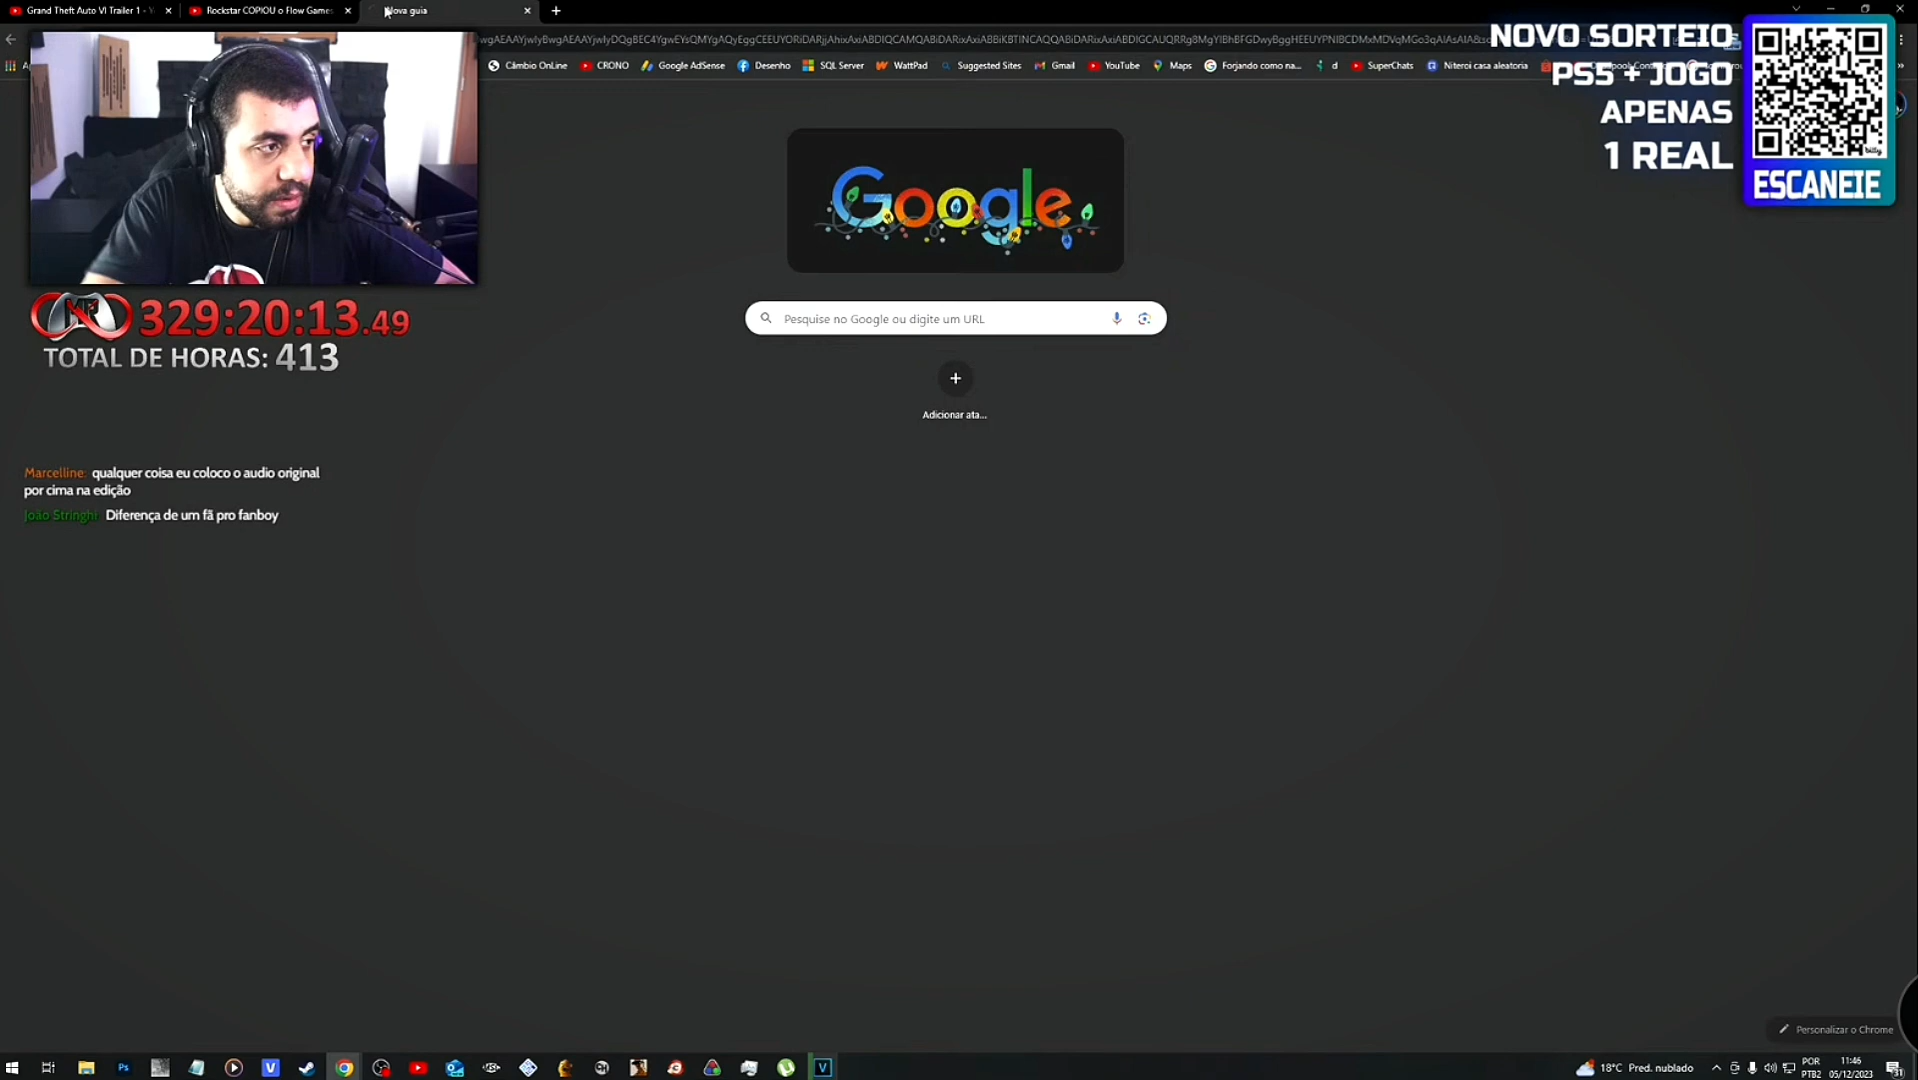 Grand Theft Auto VI Trailer 1 - Y
Rockstar COPIOU o Flow Games
Nova guia
Câmbio OnLine
CRONO
Google AdSense
Desenho
SQL Server
WattPad
Suggested Sites
Gmail
YouTube
Maps
Forjando como na...
d
SuperChats
Niteroi casa aleatoria
NOVO SORTEIO
PS5 + JOGO
APENAS
1 REAL
bitly
ESCANEIE
Google
Pesquise no Google ou digite um URL
Adicionar ata...
329:20:13.49
TOTAL DE HORAS: 413
Marcelline: qualquer coisa eu coloco o audio original
por cima na edição
João Stringhi: Diferença de um fã pro fanboy
Personalizar o Chrome
Ps
V
V
18°C Pred. nublado
POR
PTB2
11:46
05/12/2023
31